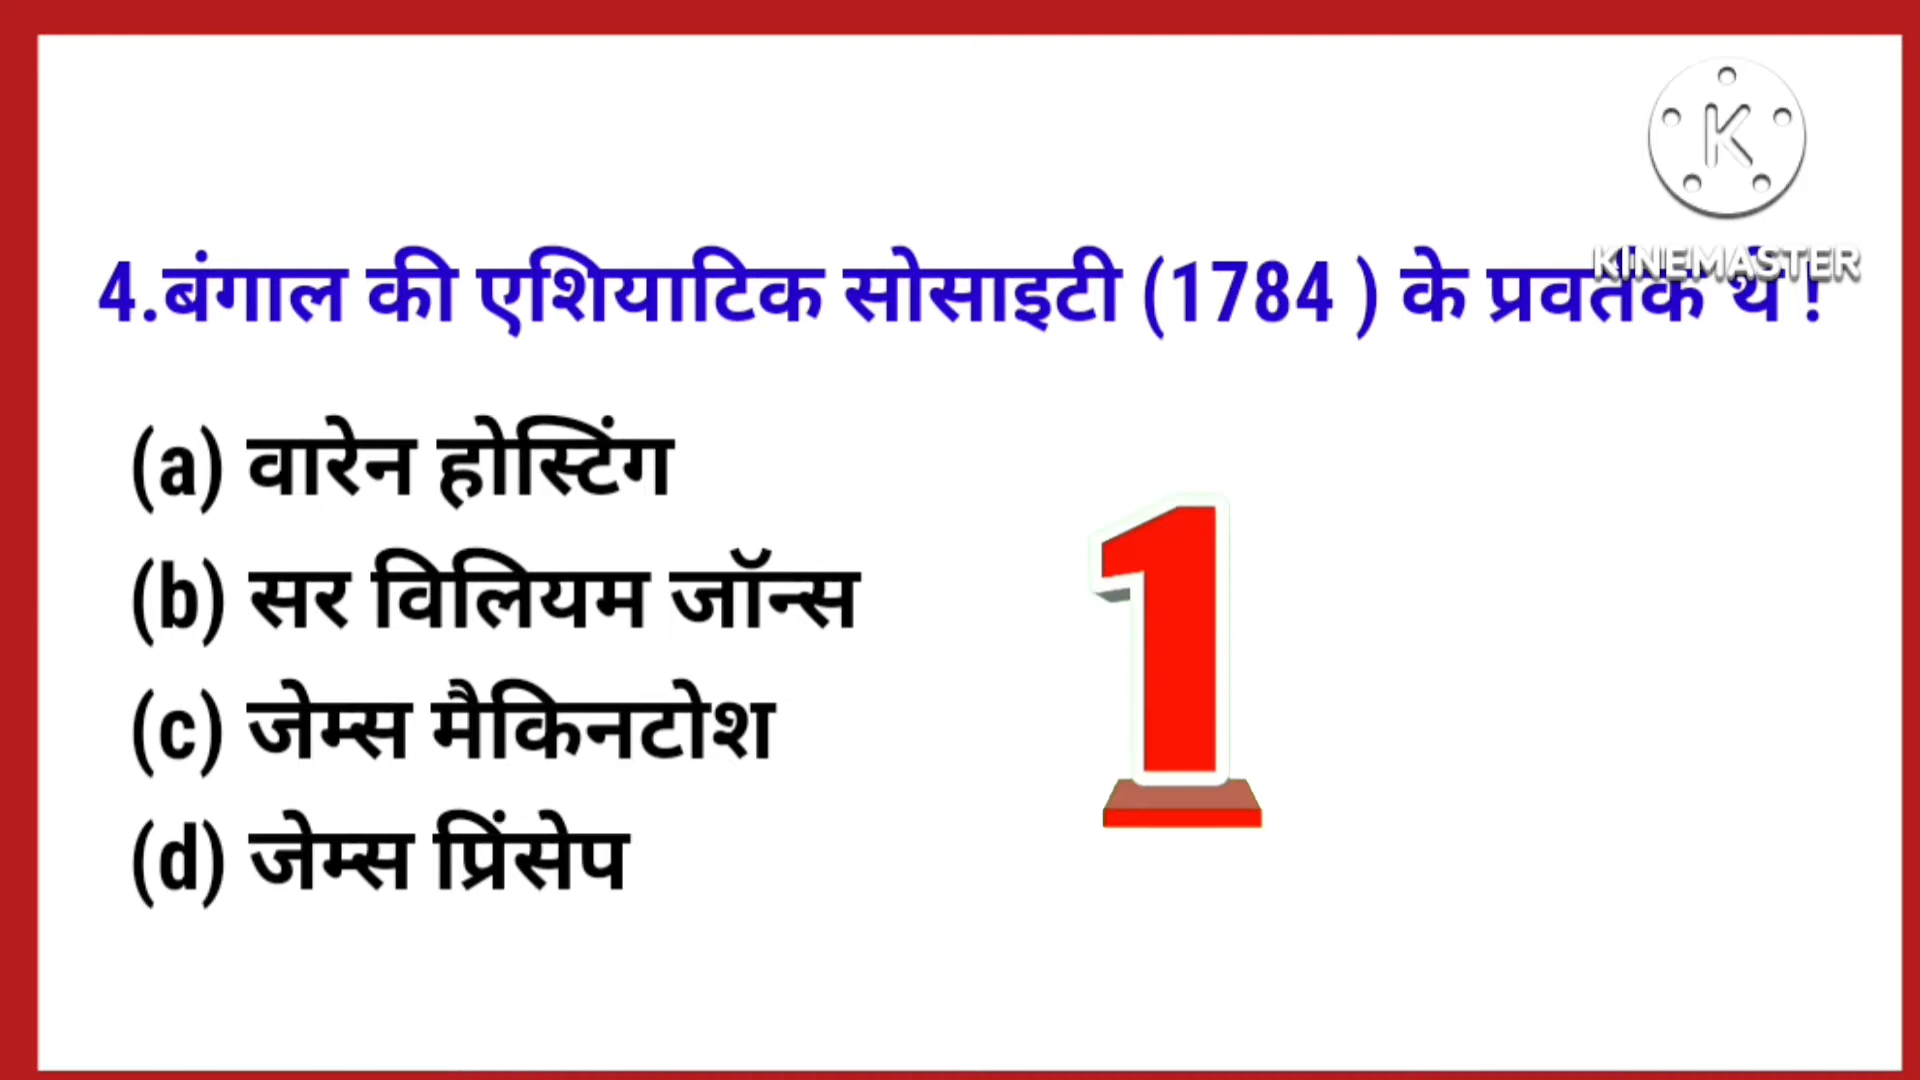 K
KINEMASTER
4.बंगाल की एशियाटिक सोसाइटी (1784 ) के प्रवर्तक थे !
(a) वारेन होस्टिंग
(b) सर विलियम जॉन्स
(c) जेम्स मैकिनटोश
(d) जेम्स प्रिंसेप
1